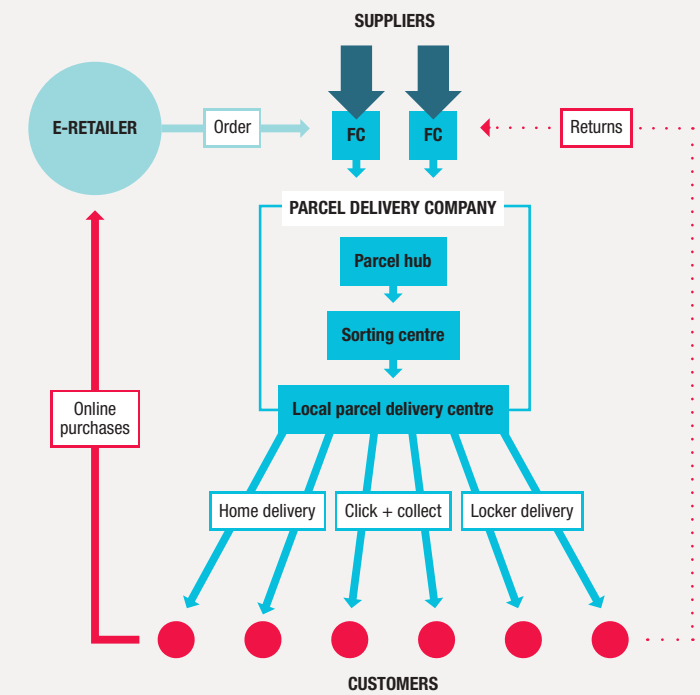 SUPPLIERS
E-RETAILER
Order
FC
FC
Returns
PARCEL DELIVERY COMPANY
Parcel hub
Sorting centre
Local parcel delivery centre
Online
purchases
Home delivery
Click + collect
Locker delivery
CUSTOMERS